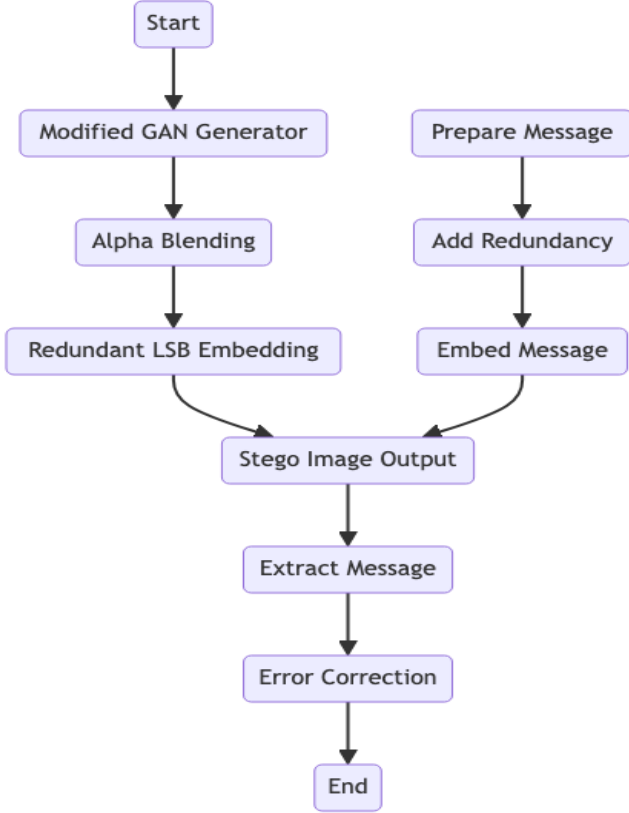 Start
Modified GAN Generator
Prepare Message
Alpha Blending
Add Redundancy
Redundant LSB Embedding
Embed Message
Stego Image Output
Extract Message
Error Correction
End